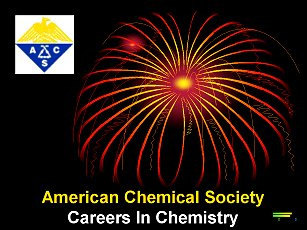 A C
S
American Chemical Society
Careers In Chemistry